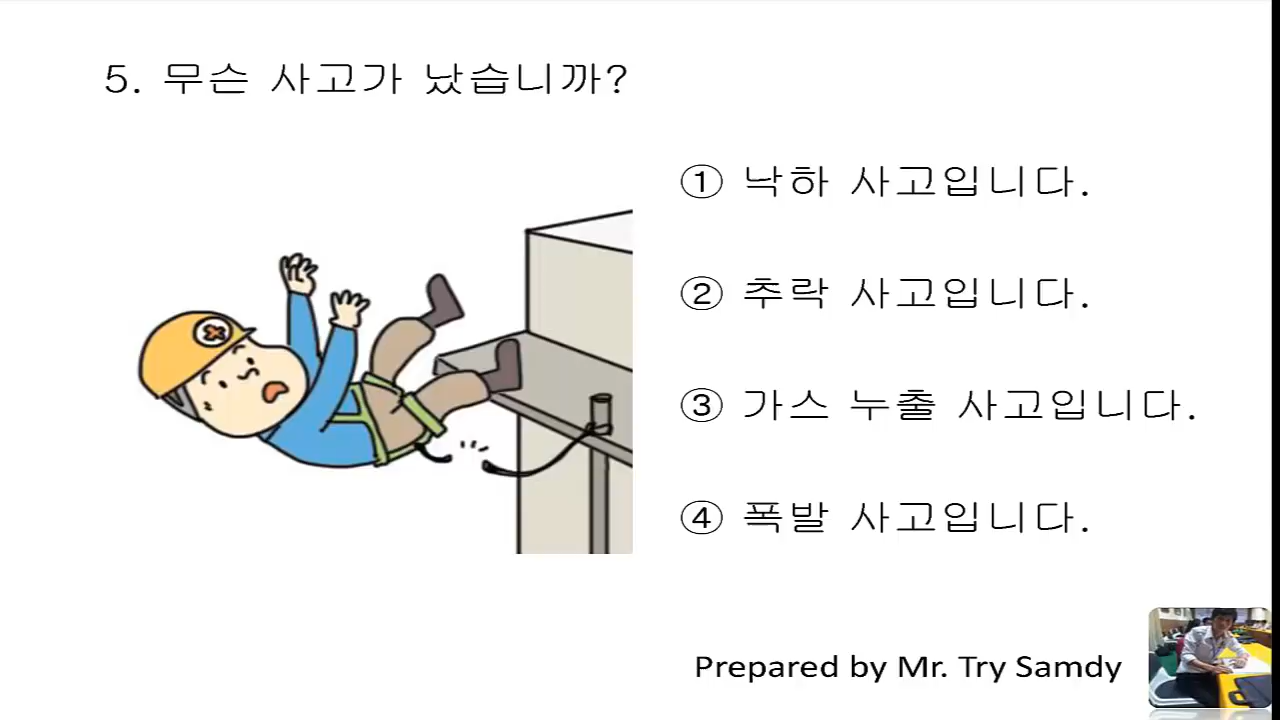 5. 무슨 사고가 났습니까?
① 낙하 사고입니다.
② 추락 사고입니다.
③ 가스 누출 사고입니다.
④ 폭발 사고입니다.
Prepared by Mr. Try Samdy